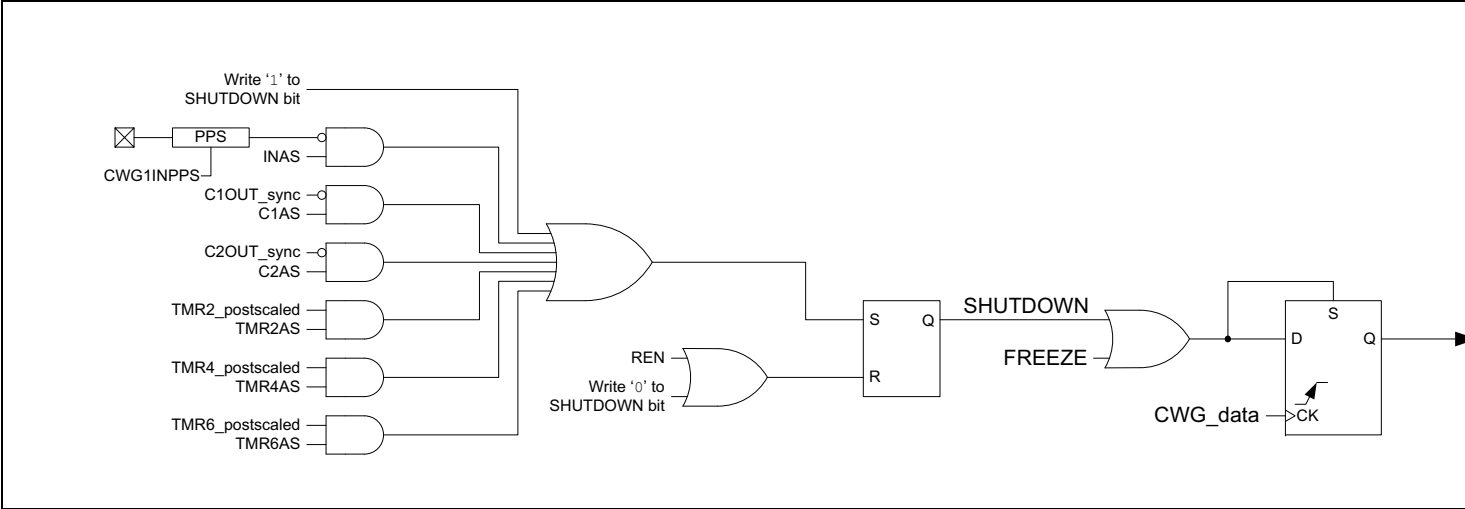 Write ‘1’ to
SHUTDOWN bit
PPS
INAS
CWG1INPPS
C1OUT_sync
C1AS
C2OUT_sync
C2AS
TMR2_postscaled
TMR2AS
TMR4_postscaled
TMR4AS
TMR6_postscaled
TMR6AS
REN
Write ‘0’ to
SHUTDOWN bit
S
Q
R
SHUTDOWN
FREEZE
S
D
Q
CWG_data
CK